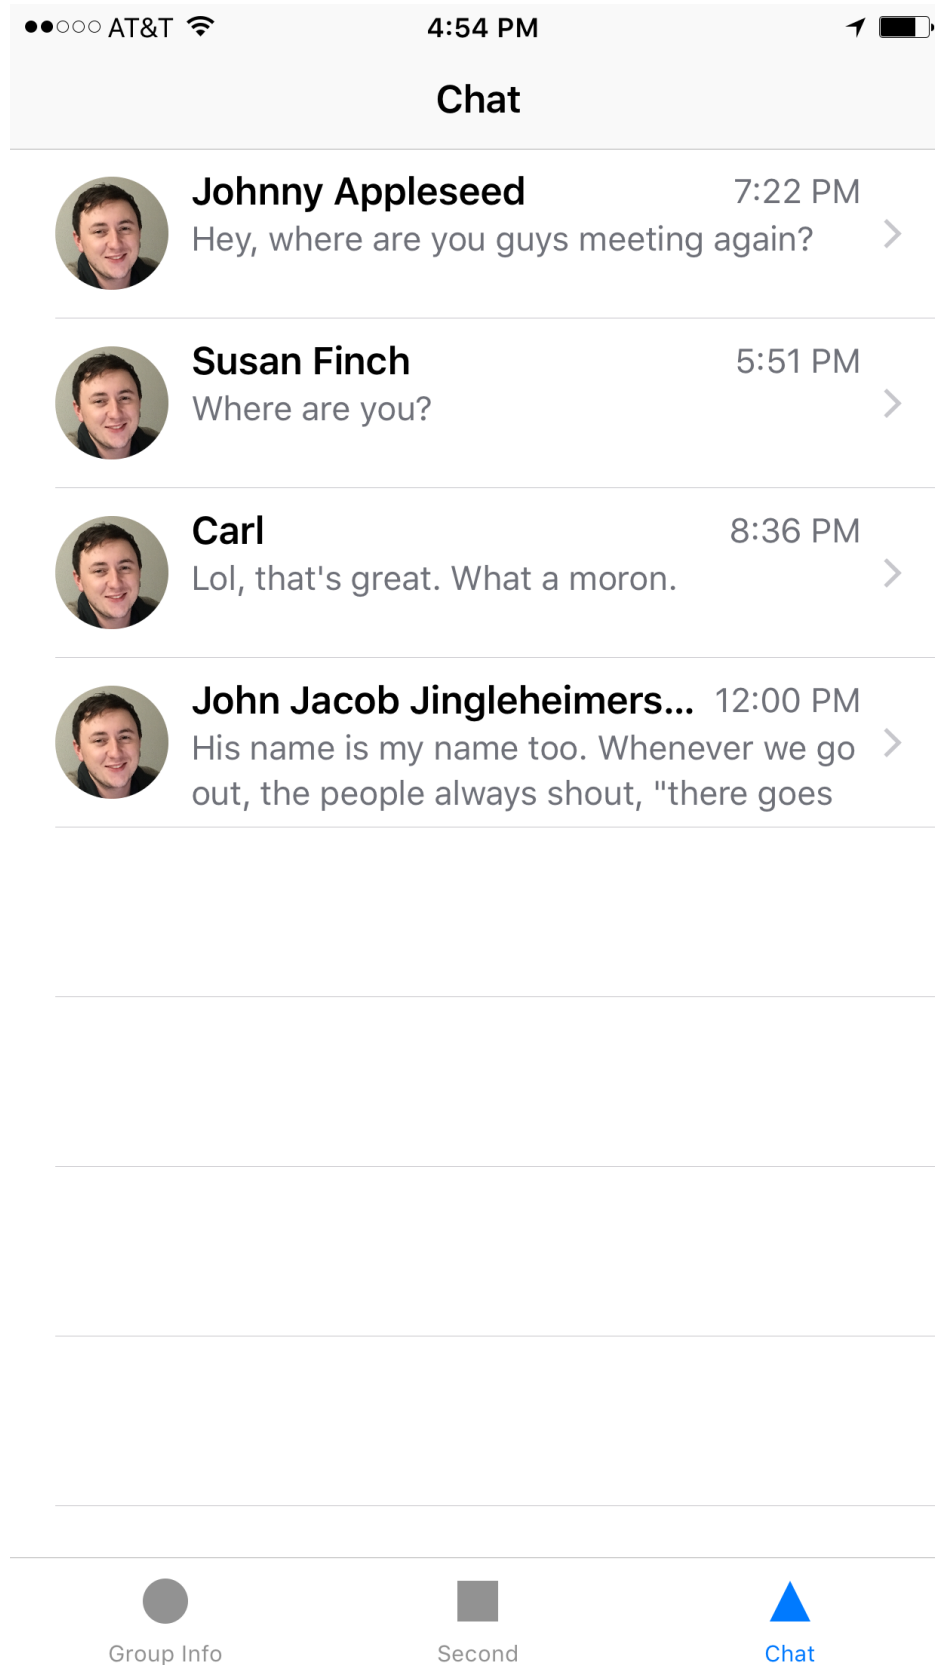 AT&T 4:54 PM
Chat
Johnny Appleseed 7:22 PM
Hey, where are you guys meeting again?
Susan Finch 5:51 PM
Where are you?
Carl 8:36 PM
Lol, that's great. What a moron.
John Jacob Jingleheimers... 12:00 PM
His name is my name too. Whenever we go
out, the people always shout, "there goes
Group Info Second Chat